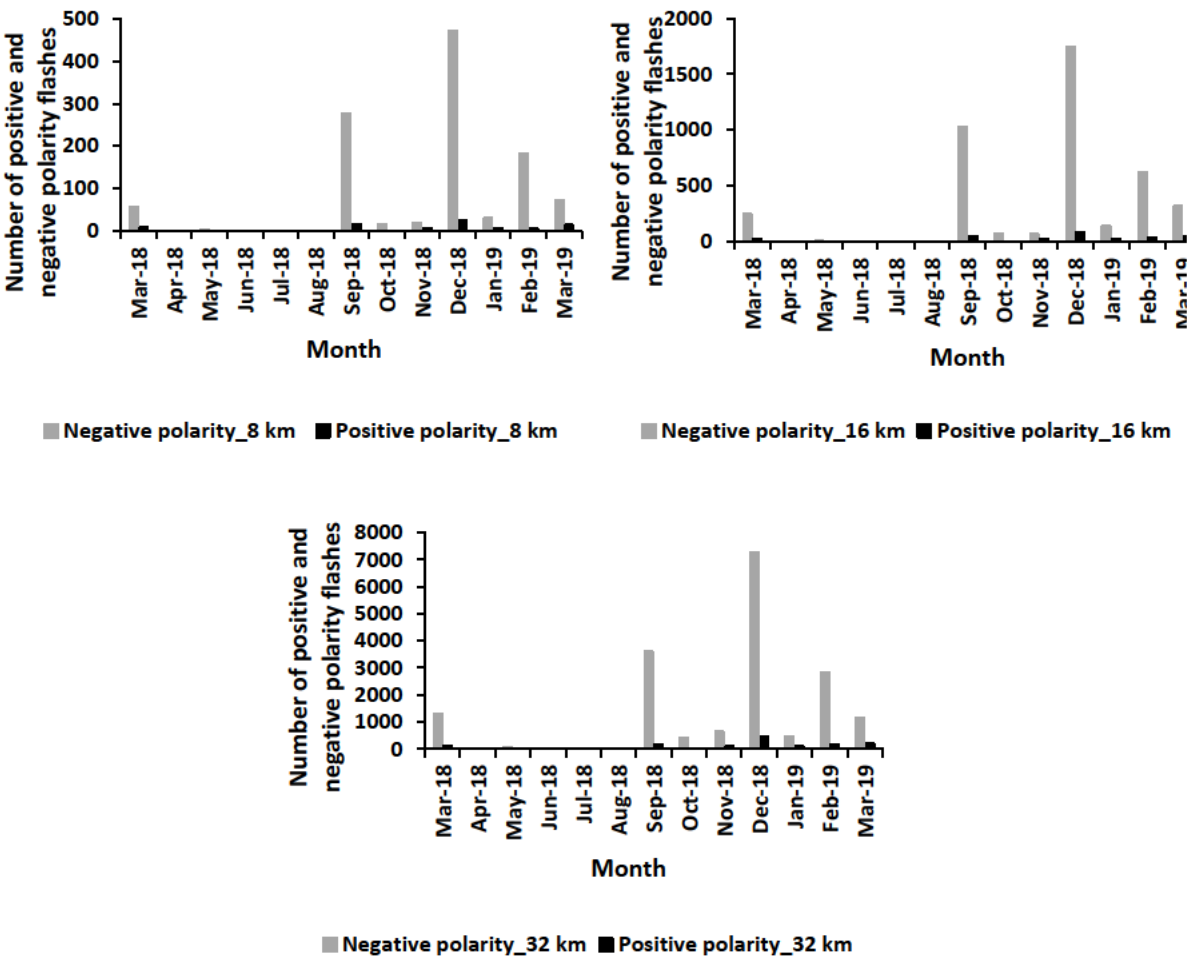 Number of positive and
negative polarity flashes
500
400
300
200
100
0
Mar-18
Apr-18
May-18
Jun-18
Jul-18
Aug-18
Sep-18
Oct-18
Nov-18
Dec-18
Jan-19
Feb-19
Mar-19
Month
Negative polarity_8 km Positive polarity_8 km
Number of positive and
negative polarity flashes
2000
1500
1000
500
0
Mar-18
Apr-18
May-18
Jun-18
Jul-18
Aug-18
Sep-18
Oct-18
Nov-18
Dec-18
Jan-19
Feb-19
Mar-19
Month
Negative polarity_16 km Positive polarity_16 km
Number of positive and
negative polarity flashes
8000
7000
6000
5000
4000
3000
2000
1000
0
Mar-18
Apr-18
May-18
Jun-18
Jul-18
Aug-18
Sep-18
Oct-18
Nov-18
Dec-18
Jan-19
Feb-19
Mar-19
Month
Negative polarity_32 km Positive polarity_32 km